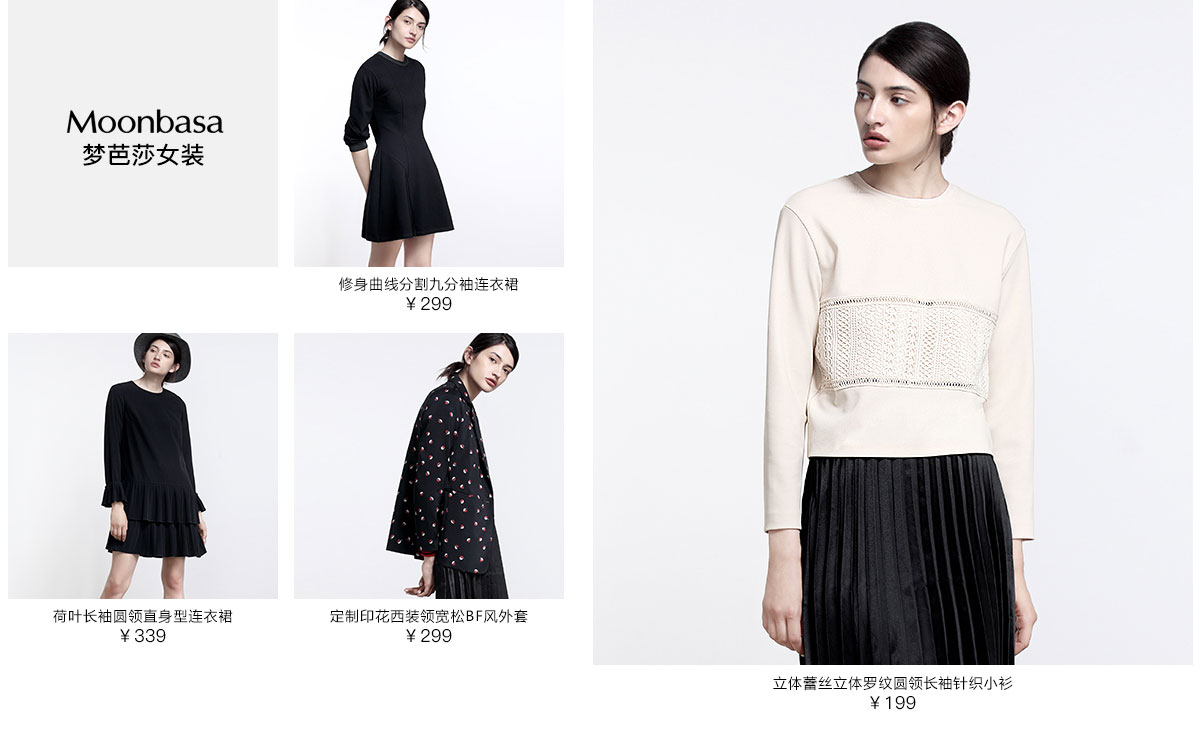 Moonbasa
梦芭莎女装
修身曲线分割九分袖连衣裙
¥ 299
荷叶长袖圆领直身型连衣裙
¥ 339
定制印花西装领宽松BF风外套
¥ 299
立体蕾丝立体罗纹圆领长袖针织小衫
¥ 199